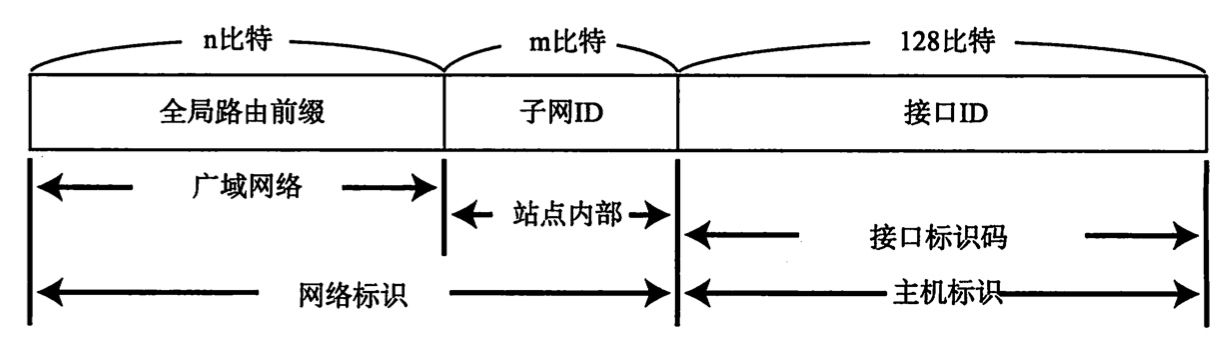 n比特
m比特
128比特
全局路由前缀
子网ID
接口ID
广域网络
站点内部
接口标识码
网络标识
主机标识